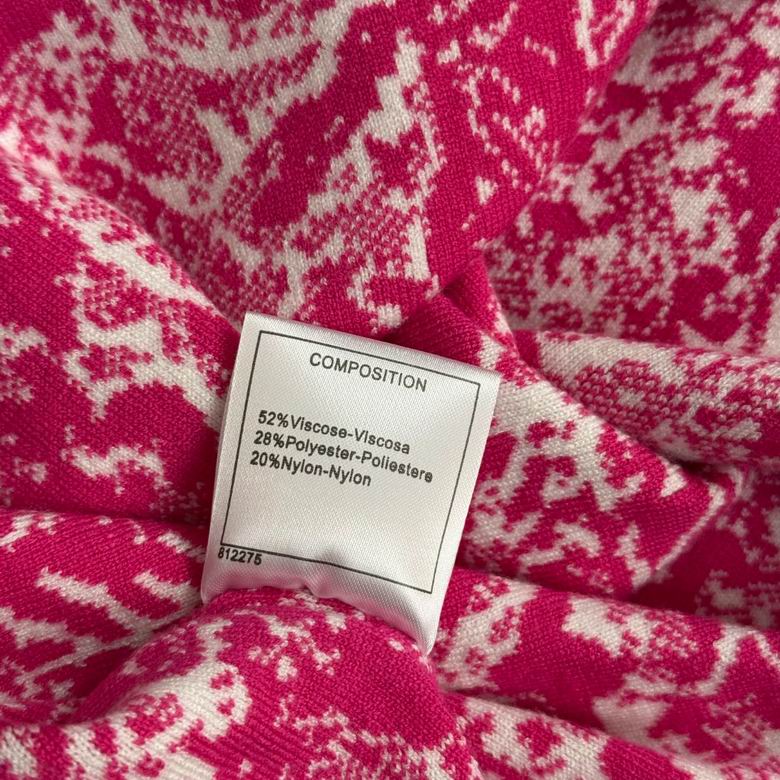 COMPOSITION
52%Viscose-Viscosa
28%Polyester-Poliestere
20%Nylon-Nylon
812275